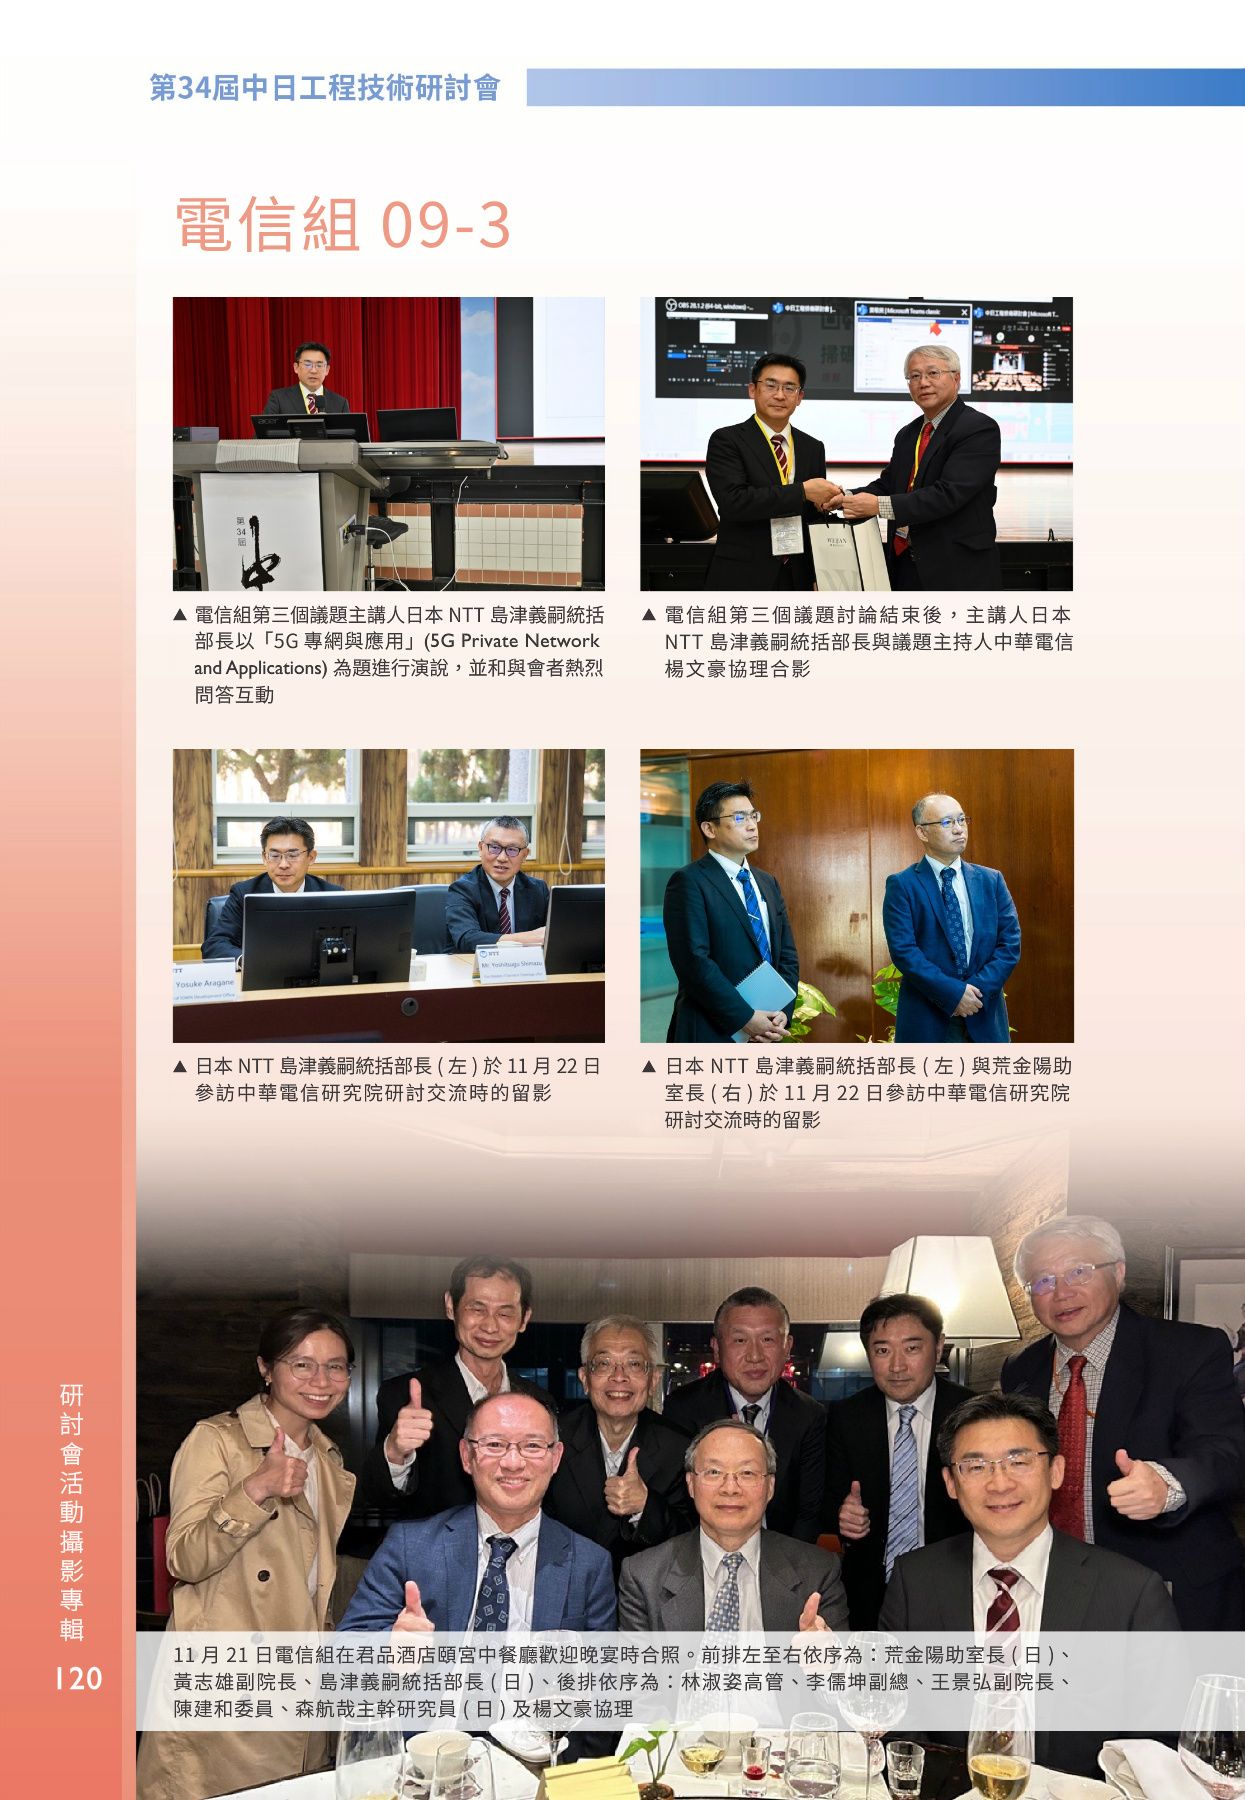 第34屆中日工程技術研討會
電信組 09-3
第
34
屆
中
OBS 28.1.2 (64-bit, windows) -...
WUBAN
▲ 電信組第三個議題主講人日本 NTT 島津義嗣統括
部長以「5G 專網與應用」(5G Private Network
and Applications) 為題進行演說，並和與會者熱烈
問答互動
▲ 電信組第三個議題討論結束後，主講人日本
NTT 島津義嗣統括部長與議題主持人中華電信
楊文豪協理合影
NTT
Yosuke Aragane
NTT
Mr. Yoshitsugu Shimazu
▲ 日本 NTT 島津義嗣統括部長 ( 左 ) 於 11 月 22 日
參訪中華電信研究院研討交流時的留影
▲ 日本 NTT 島津義嗣統括部長 ( 左 ) 與荒金陽助
室長 ( 右 ) 於 11 月 22 日參訪中華電信研究院
研討交流時的留影
11 月 21 日電信組在君品酒店頤宮中餐廳歡迎晚宴時合照。前排左至右依序為：荒金陽助室長 ( 日 )、
黃志雄副院長、島津義嗣統括部長 ( 日 )、後排依序為：林淑姿高管、李儒坤副總、王景弘副院長、
陳建和委員、森航哉主幹研究員 ( 日 ) 及楊文豪協理
研討會活動攝影專輯
120